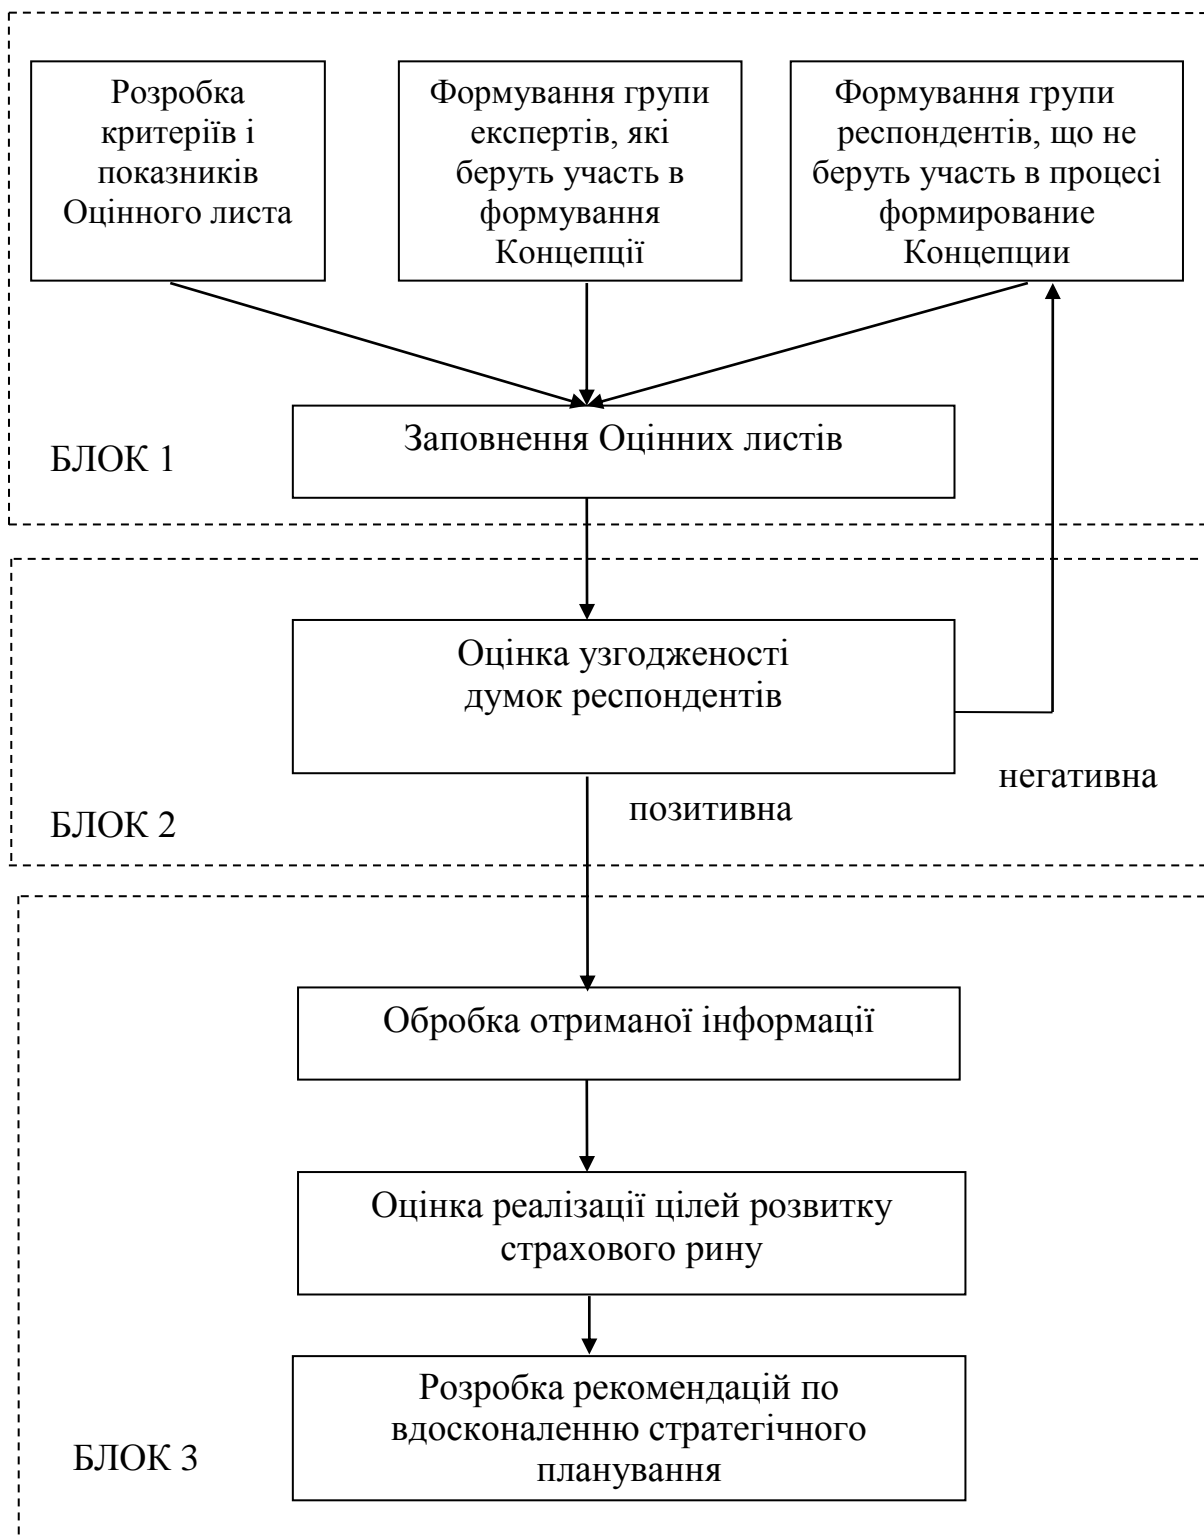 Розробка
критеріїв і
показників
Оцінного листа
Формування групи
експертів, які
беруть участь в
формування
Концепції
Формування групи
респондентів, що не
беруть участь в процесі
формирование
Концепции
Заповнення Оцінних листів
БЛОК 1
Оцінка узгодженості
думок респондентів
негативна
позитивна
БЛОК 2
Обробка отриманої інформації
Оцінка реалізації цілей розвитку
страхового рину
Розробка рекомендацій по
вдосконаленню стратегічного
планування
БЛОК 3